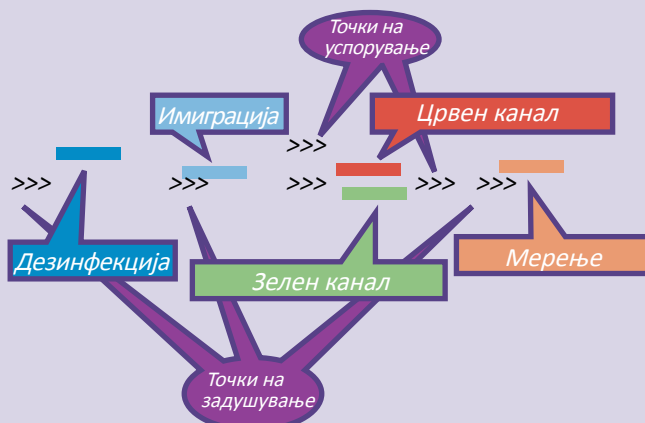 Точки на
успорување
Имиграција
Црвен канал
>>>
>>> >>> >>> >>> >>>
Дезинфекција
Зелен канал
Мерење
Точки на
задушување